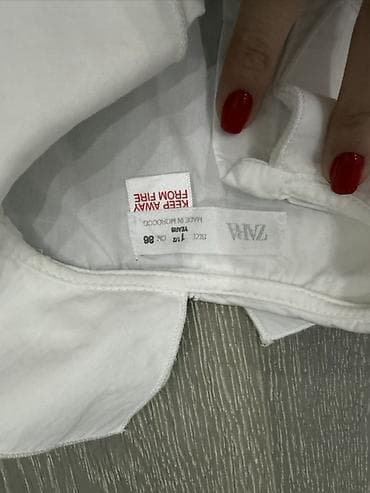 ZARA
SIZE 1 1/2 CM. 86
YEARS
MADE IN MOROCCO
KEEP AWAY
FROM FIRE